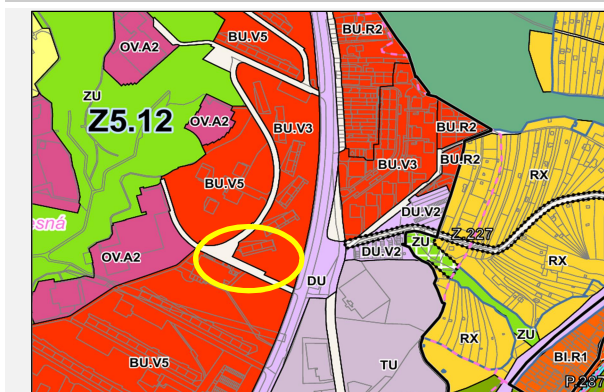 BU.V5
BU.R2
OV.A2
ZU
Z5.12
OV.A2
BU.V3
BU.R2
BU.V3
BU.R2
BU.V5
RX
esná
DU.V2
Z 227
ZU
DU.V2
OV.A2
RX
DU
RX
ZU
BU.V5
TU
BI.R1
P.287